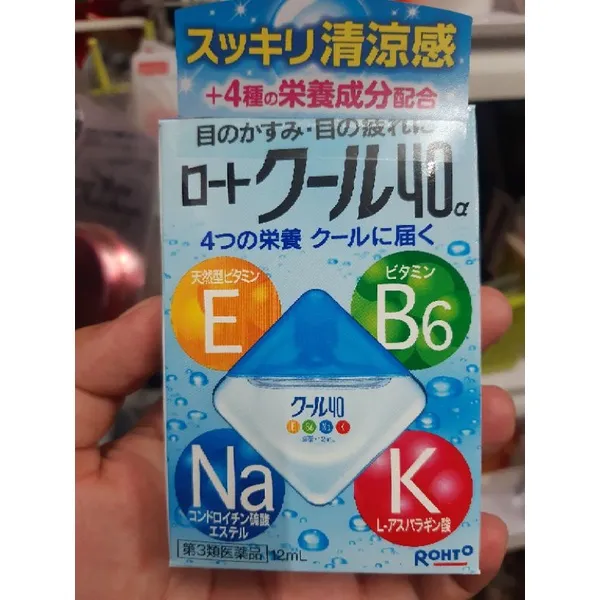 スッキリ清涼感
+4種の栄養成分配合
目のかすみ・目の疲れに
ロートクール40α
4つの栄養 クールに届く
天然型ビタミン
E
ビタミン
B6
クール40
E B6 Na K
Na
コンドロイチン硫酸
エステル
K
L-アスパラギン酸
第3類医薬品 12mL
ROHTO